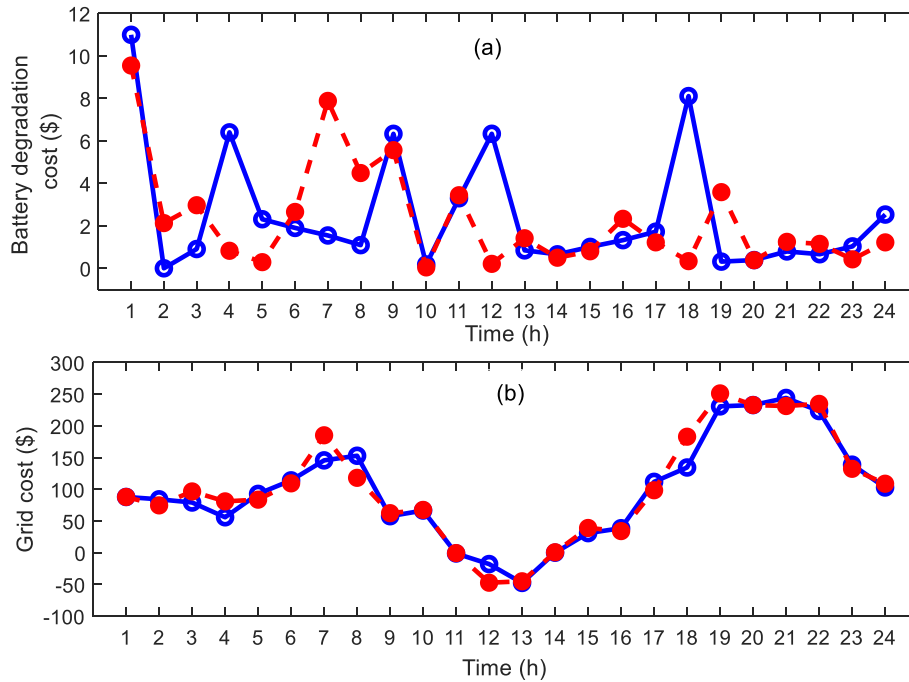 (a)
Battery degradation
cost ($)
12
10
8
6
4
2
0
1 2 3 4 5 6 7 8 9 10 11 12 13 14 15 16 17 18 19 20 21 22 23 24
Time (h)
(b)
Grid cost ($)
300
250
200
150
100
50
0
-50
-100
1 2 3 4 5 6 7 8 9 10 11 12 13 14 15 16 17 18 19 20 21 22 23 24
Time (h)